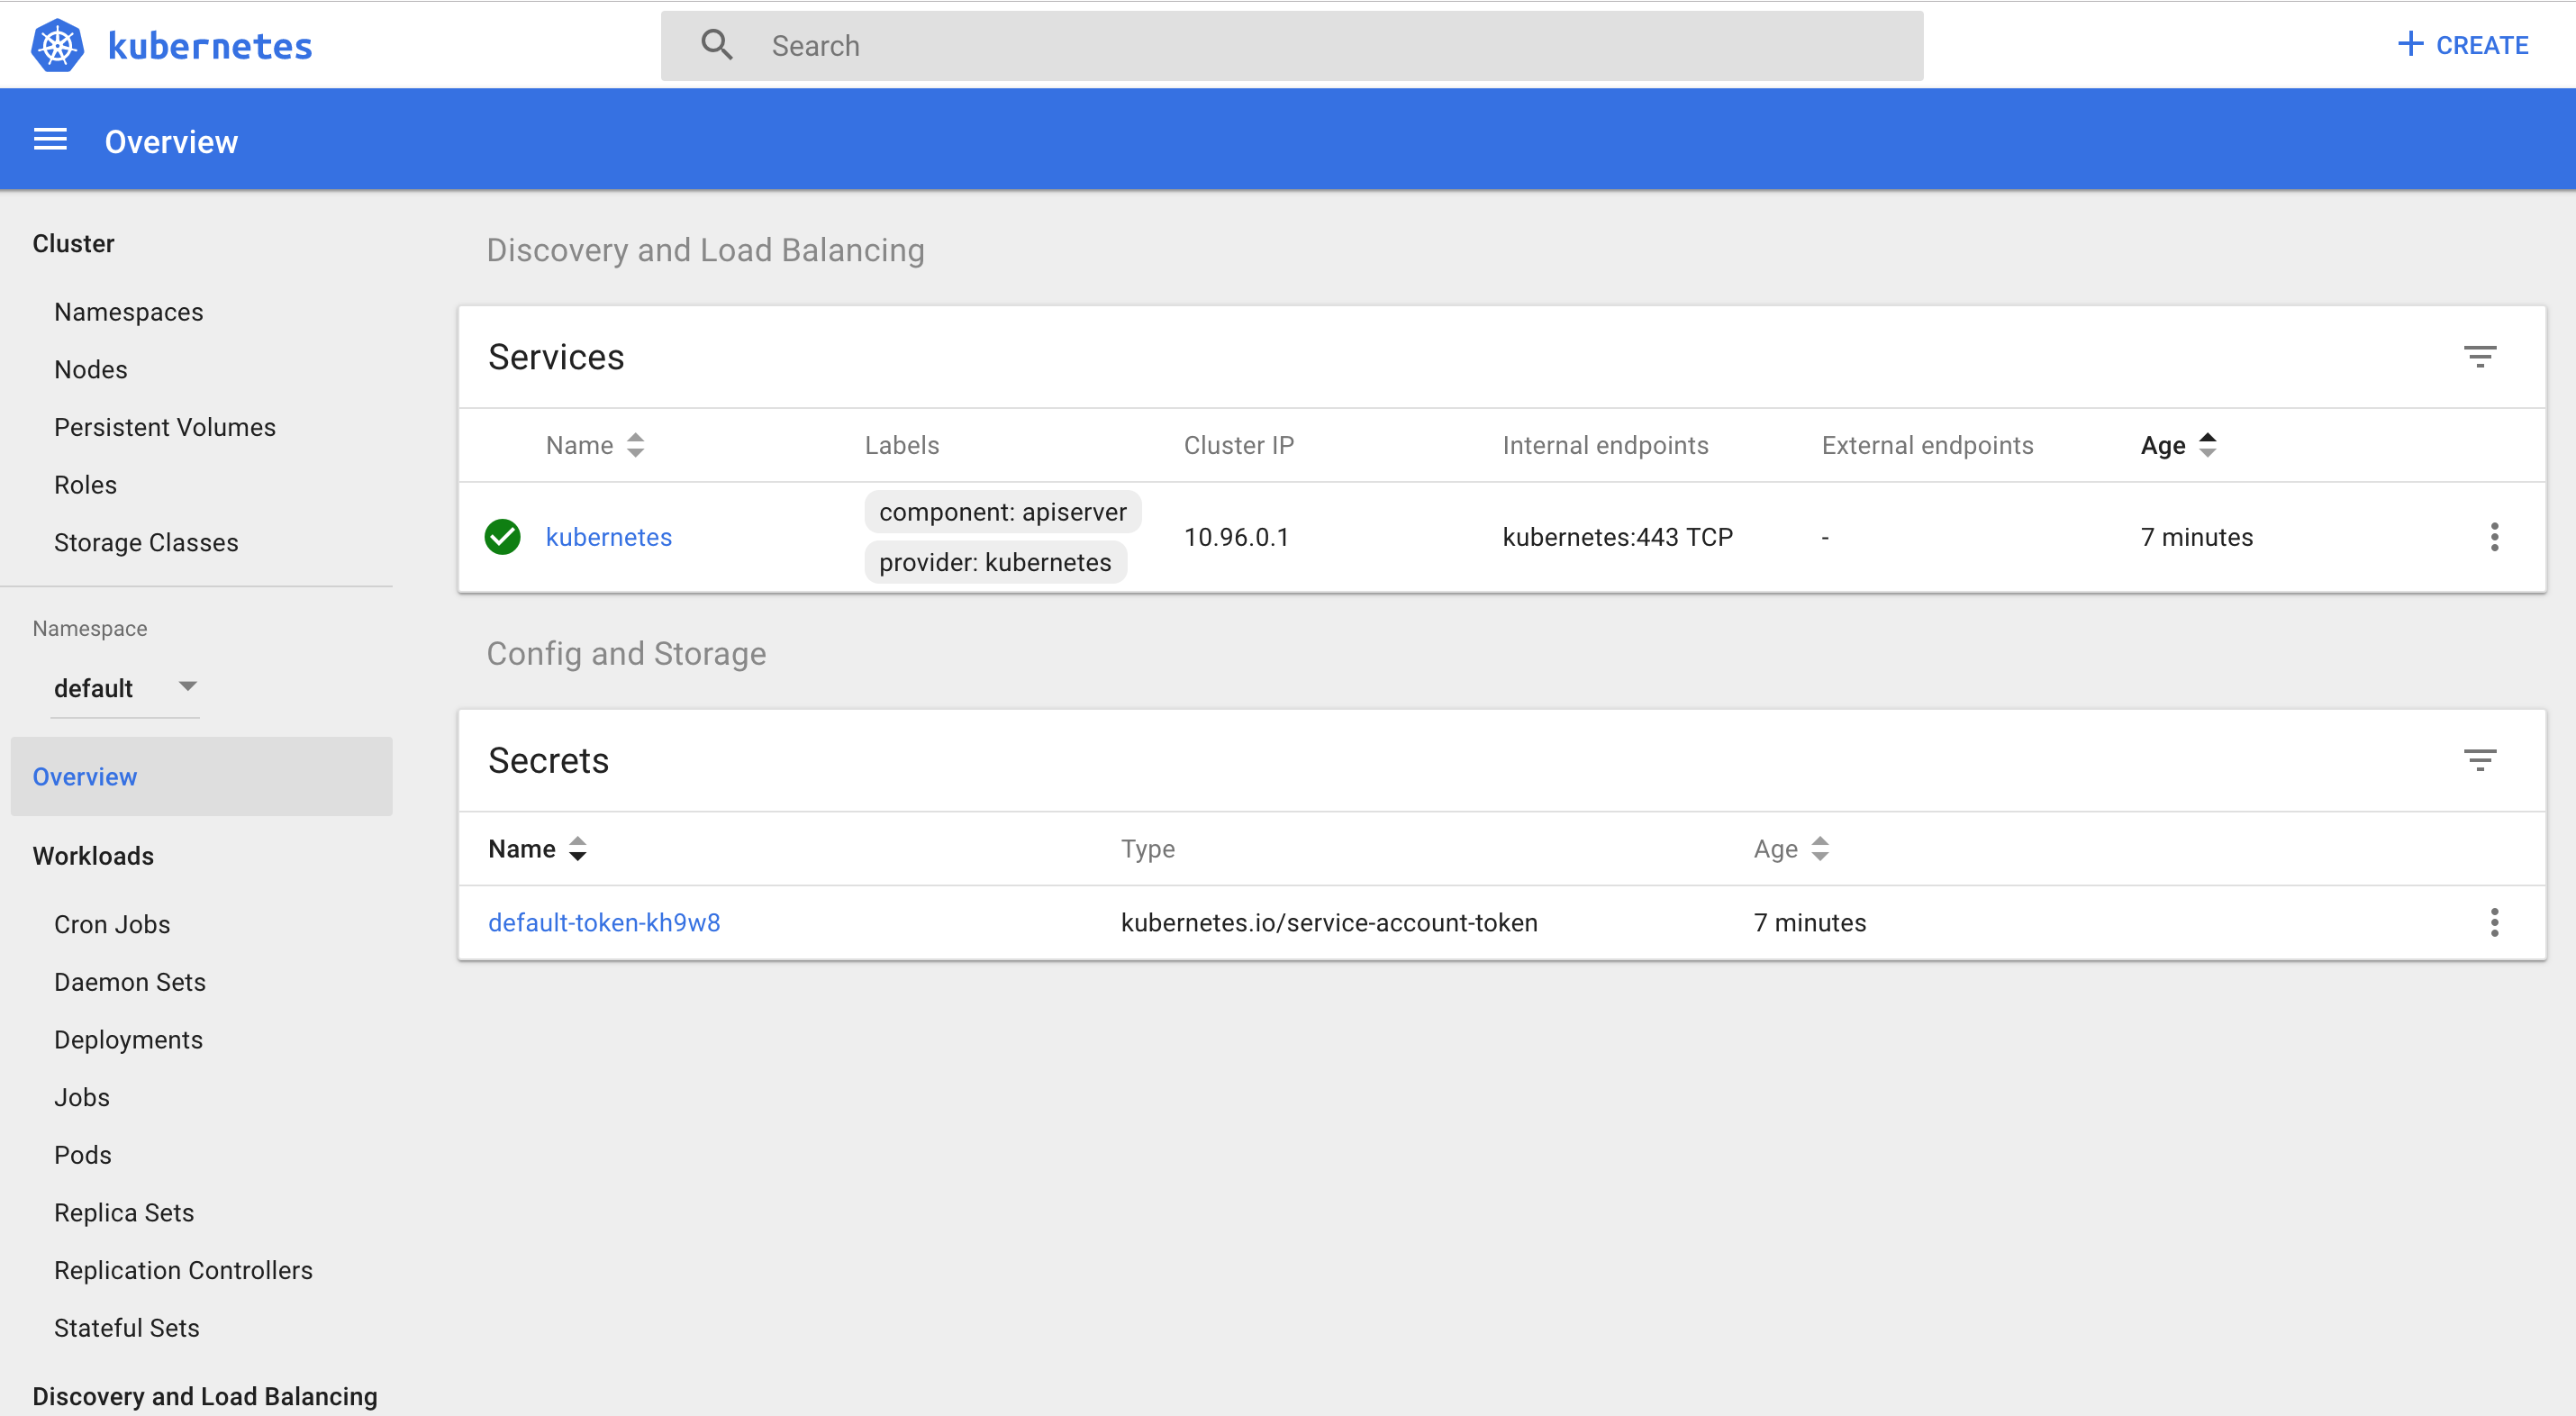 kubernetes
Search
CREATE
Overview
Cluster
Namespaces
Nodes
Persistent Volumes
Roles
Storage Classes
Namespace
default
Overview
Workloads
Cron Jobs
Daemon Sets
Deployments
Jobs
Pods
Replica Sets
Replication Controllers
Stateful Sets
Discovery and Load Balancing
Discovery and Load Balancing
Services
Name Labels Cluster IP Internal endpoints External endpoints Age
kubernetes component: apiserver provider: kubernetes 10.96.0.1 kubernetes:443 TCP - 7 minutes
Config and Storage
Secrets
Name Type Age
default-token-kh9w8 kubernetes.io/service-account-token 7 minutes